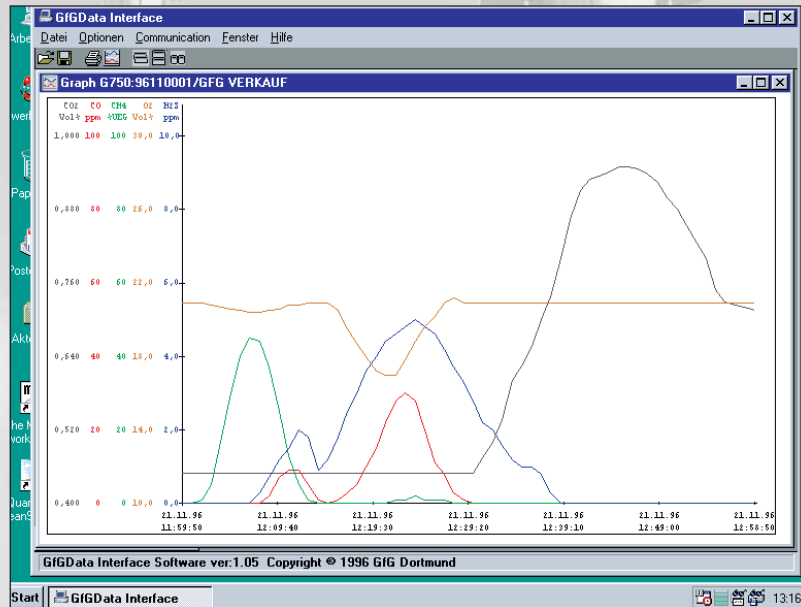 GfGData Interface
Datei Optionen Communication Fenster Hilfe
Graph G750:96110001/GFG VERKAUF
CO2 CO CH4 O2 H2S
Vol% ppm %UEG Vol% ppm
1,000 100 100 30,0 10,0
0,880 80 80 26,0 8,0
0,760 60 60 22,0 6,0
0,640 40 40 18,0 4,0
0,520 20 20 14,0 2,0
0,400 0 0 10,0 0,0
21.11.96 21.11.96 21.11.96 21.11.96 21.11.96 21.11.96 21.11.96
11:59:50 12:09:40 12:19:30 12:29:20 12:39:10 12:49:00 12:58:50
GfGData Interface Software ver:1.05 Copyright © 1996 GfG Dortmund
Start GfGData Interface 13:16